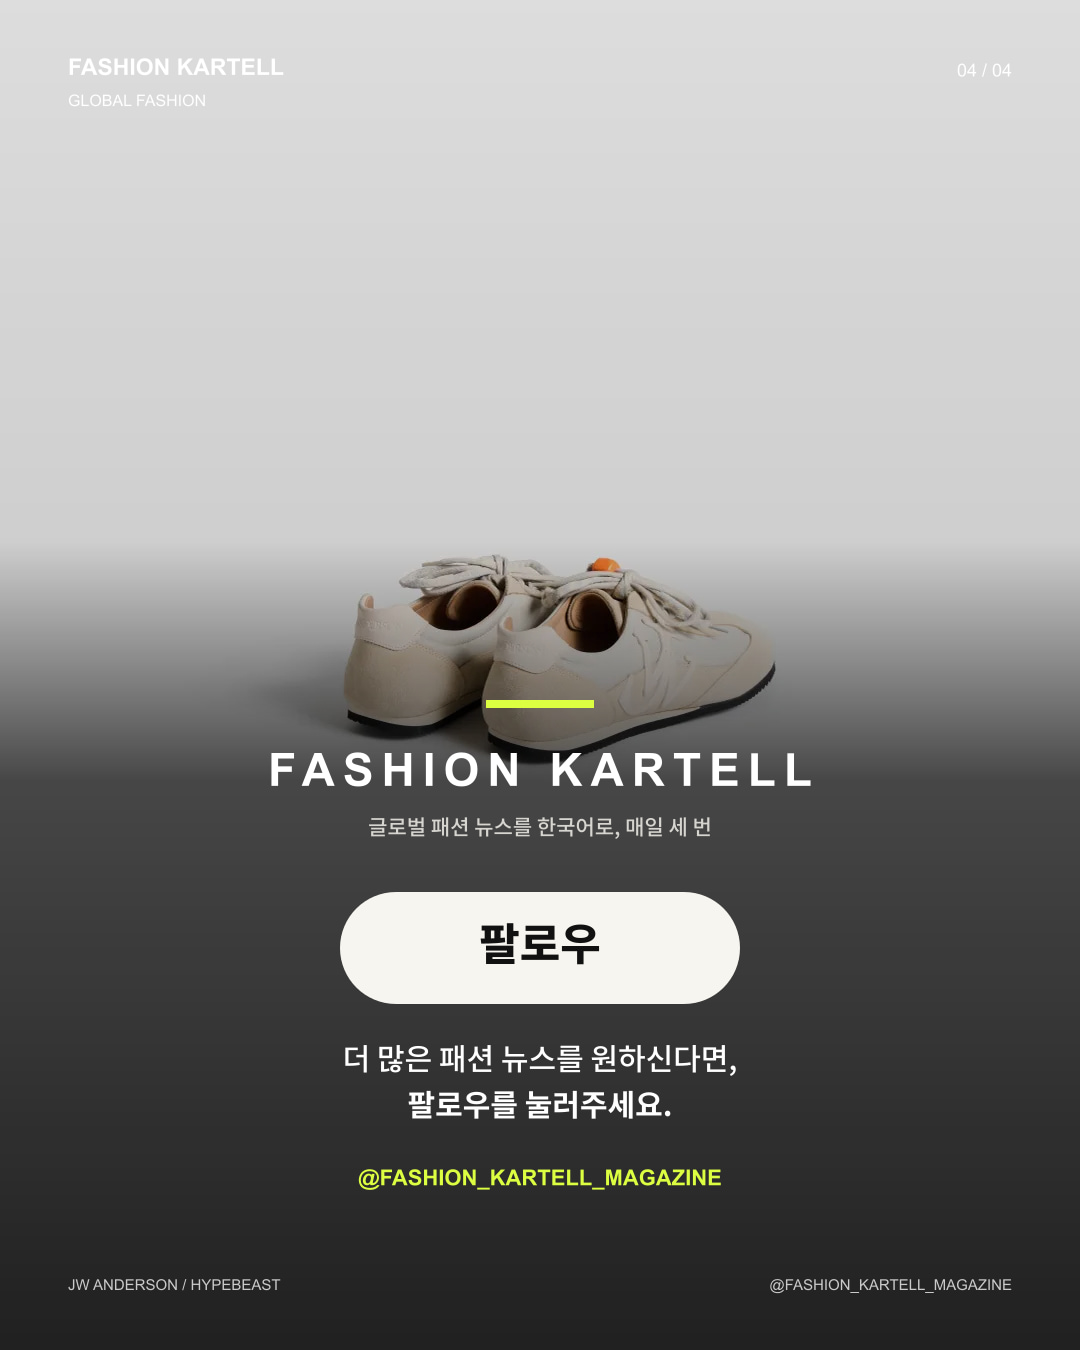 FASHION KARTELL
GLOBAL FASHION
04 / 04
FASHION KARTELL
글로벌 패션 뉴스를 한국어로, 매일 세 번
팔로우
더 많은 패션 뉴스를 원하신다면,
팔로우를 눌러주세요.
@FASHION_KARTELL_MAGAZINE
JW ANDERSON / HYPEBEAST
@FASHION_KARTELL_MAGAZINE